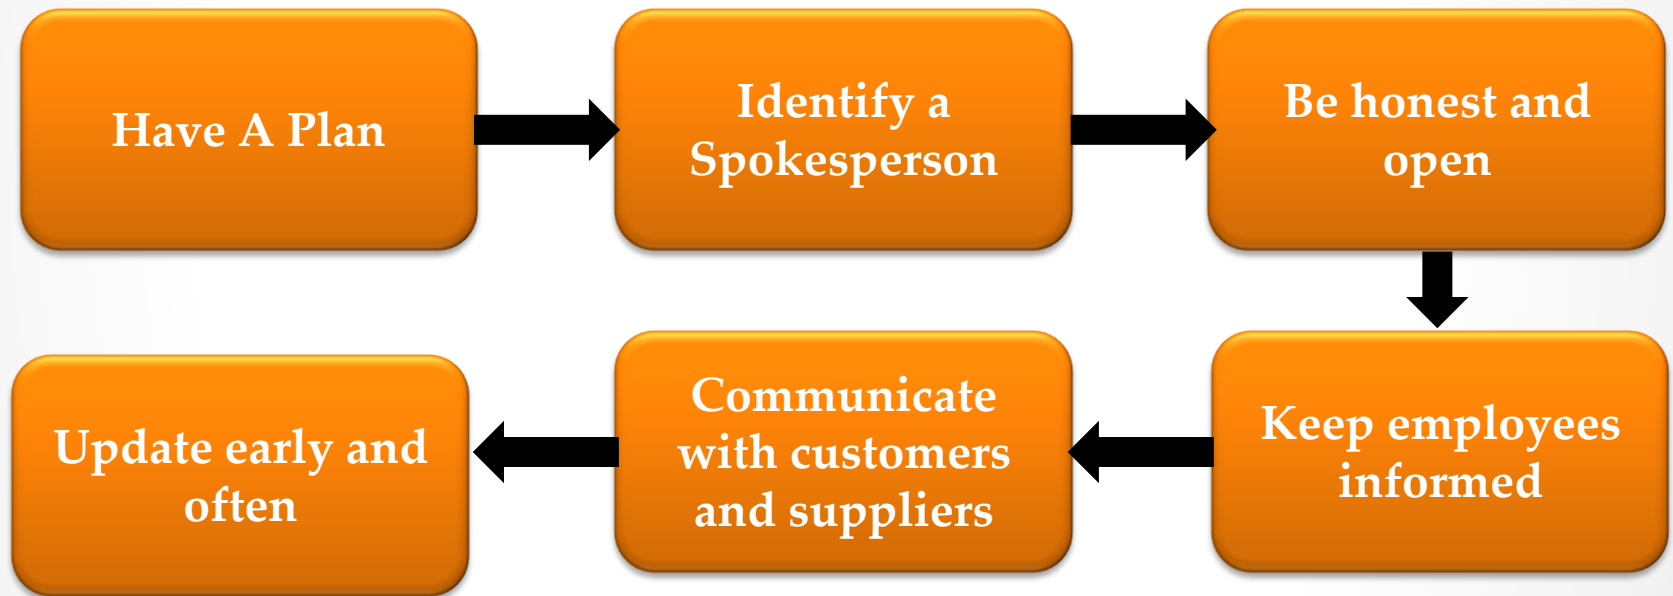 Have A Plan
Identify a
Spokesperson
Be honest and
open
Keep employees
informed
Communicate
with customers
and suppliers
Update early and
often